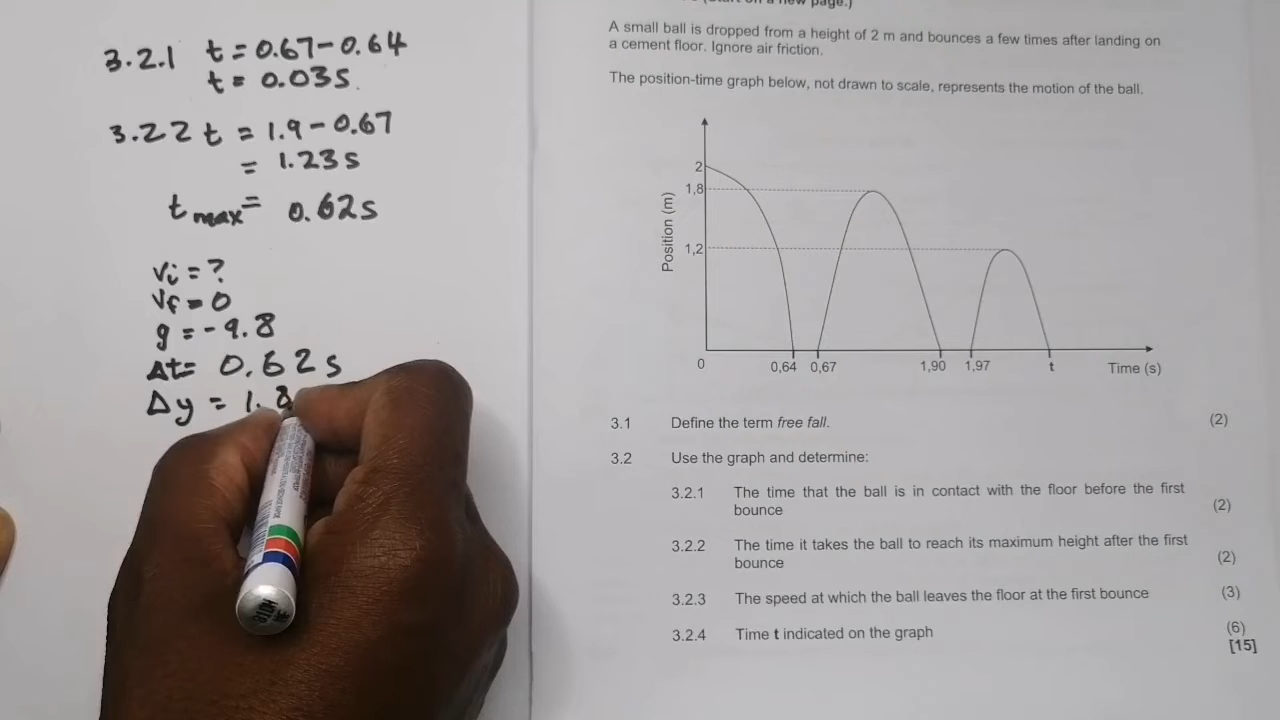 3.2.1 t = 0.67-0.64
t = 0.03s.
3.2.2 t = 1.9-0.67
= 1.23s
t max = 0.62s
Vi = ?
Vf = 0
g = -9.8
Δt= 0.62s
Δy = 1.8
new page.)
A small ball is dropped from a height of 2 m and bounces a few times after landing on
a cement floor. Ignore air friction.
The position-time graph below, not drawn to scale, represents the motion of the ball.
Position (m)
2
1,8
1,2
0
0,64
0,67
1,90
1,97
t
Time (s)
3.1 Define the term free fall. (2)
3.2 Use the graph and determine:
3.2.1 The time that the ball is in contact with the floor before the first
bounce (2)
3.2.2 The time it takes the ball to reach its maximum height after the first
bounce (2)
3.2.3 The speed at which the ball leaves the floor at the first bounce (3)
3.2.4 Time t indicated on the graph (6)
[15]